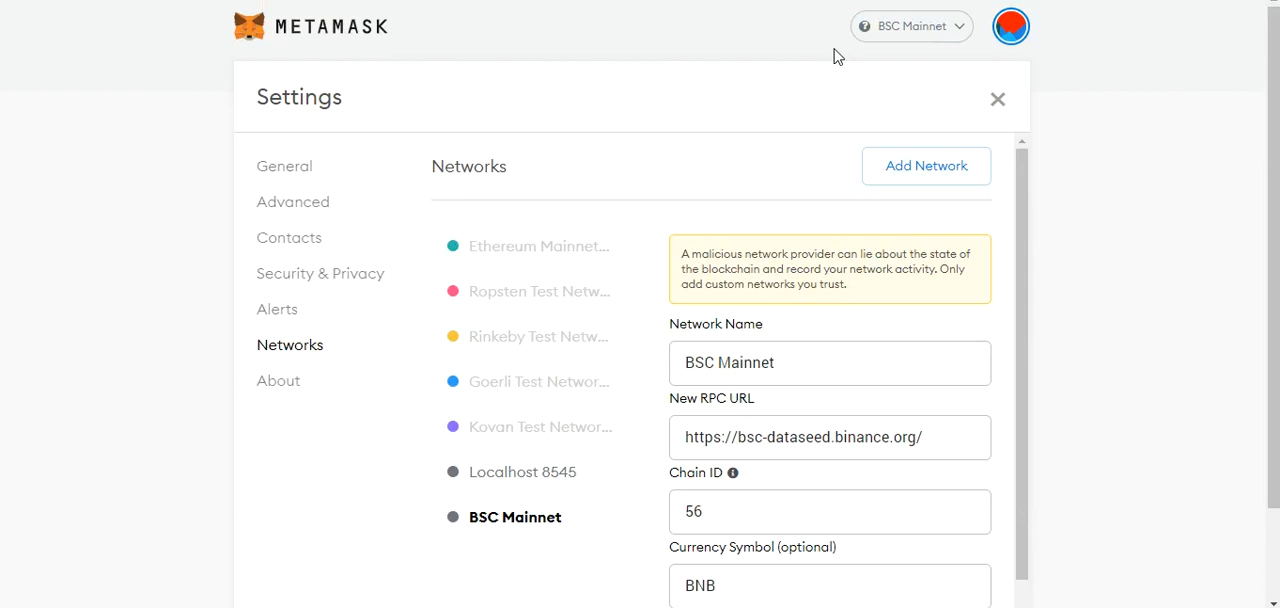 METAMASK
BSC Mainnet
Settings
General
Advanced
Contacts
Security & Privacy
Alerts
Networks
About
Networks
Add Network
Ethereum Mainnet...
Ropsten Test Netw...
Rinkeby Test Netw...
Goerli Test Networ...
Kovan Test Networ...
Localhost 8545
BSC Mainnet
A malicious network provider can lie about the state of
the blockchain and record your network activity. Only
add custom networks you trust.
Network Name
BSC Mainnet
New RPC URL
https://bsc-dataseed.binance.org/
Chain ID
56
Currency Symbol (optional)
BNB